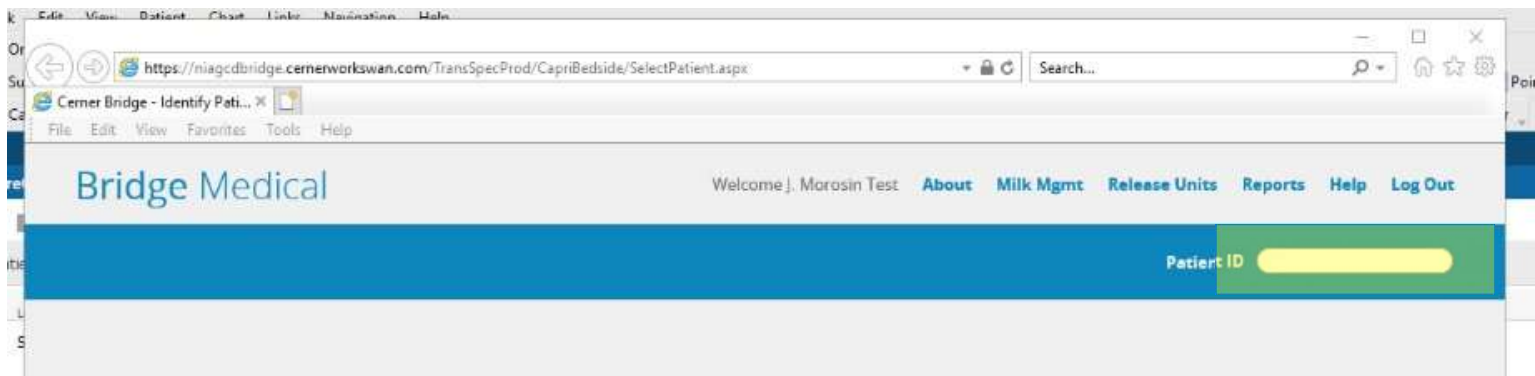 Edit View Patient Chart Links Navigation Help
https://niagcdbridge.cernerworkswan.com/TransSpecProd/CapriBedside/SelectPatient.aspx
Search...
Cerner Bridge - Identify Pati...
File Edit View Favorites Tools Help
Bridge Medical
Welcome J. Morosin Test About Milk Mgmt Release Units Reports Help Log Out
Patient ID